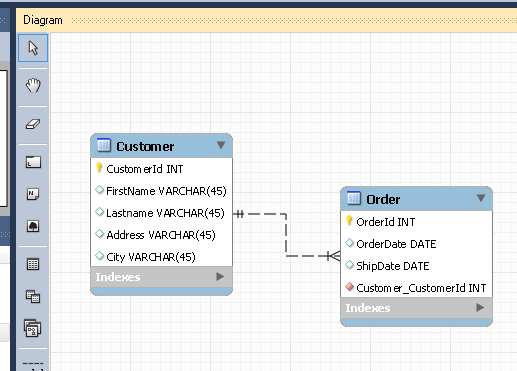 Diagram
Customer
CustomerId INT
FirstName VARCHAR(45)
Lastname VARCHAR(45)
Address VARCHAR(45)
City VARCHAR(45)
Indexes
Order
OrderId INT
OrderDate DATE
ShipDate DATE
Customer_CustomerId INT
Indexes